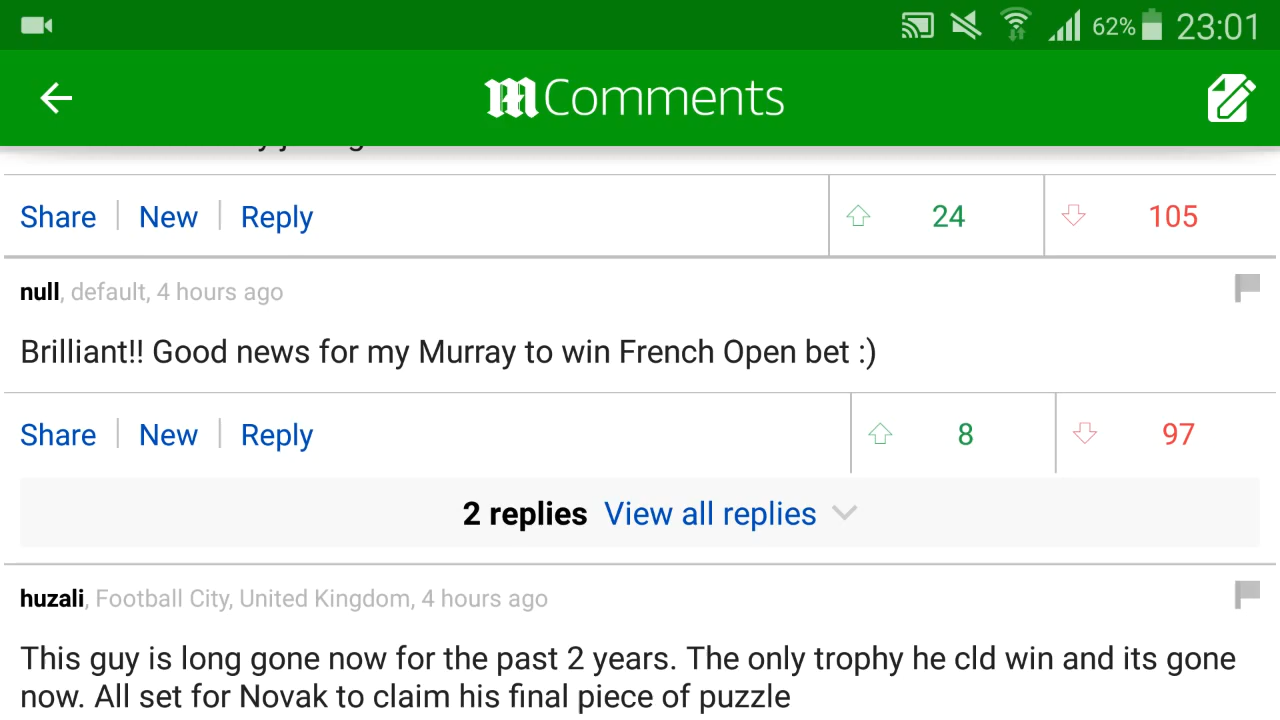 62% 23:01
Comments
Share New Reply 24 105
null, default, 4 hours ago
Brilliant!! Good news for my Murray to win French Open bet :)
Share New Reply 8 97
2 replies View all replies
huzali, Football City, United Kingdom, 4 hours ago
This guy is long gone now for the past 2 years. The only trophy he cld win and its gone
now. All set for Novak to claim his final piece of puzzle